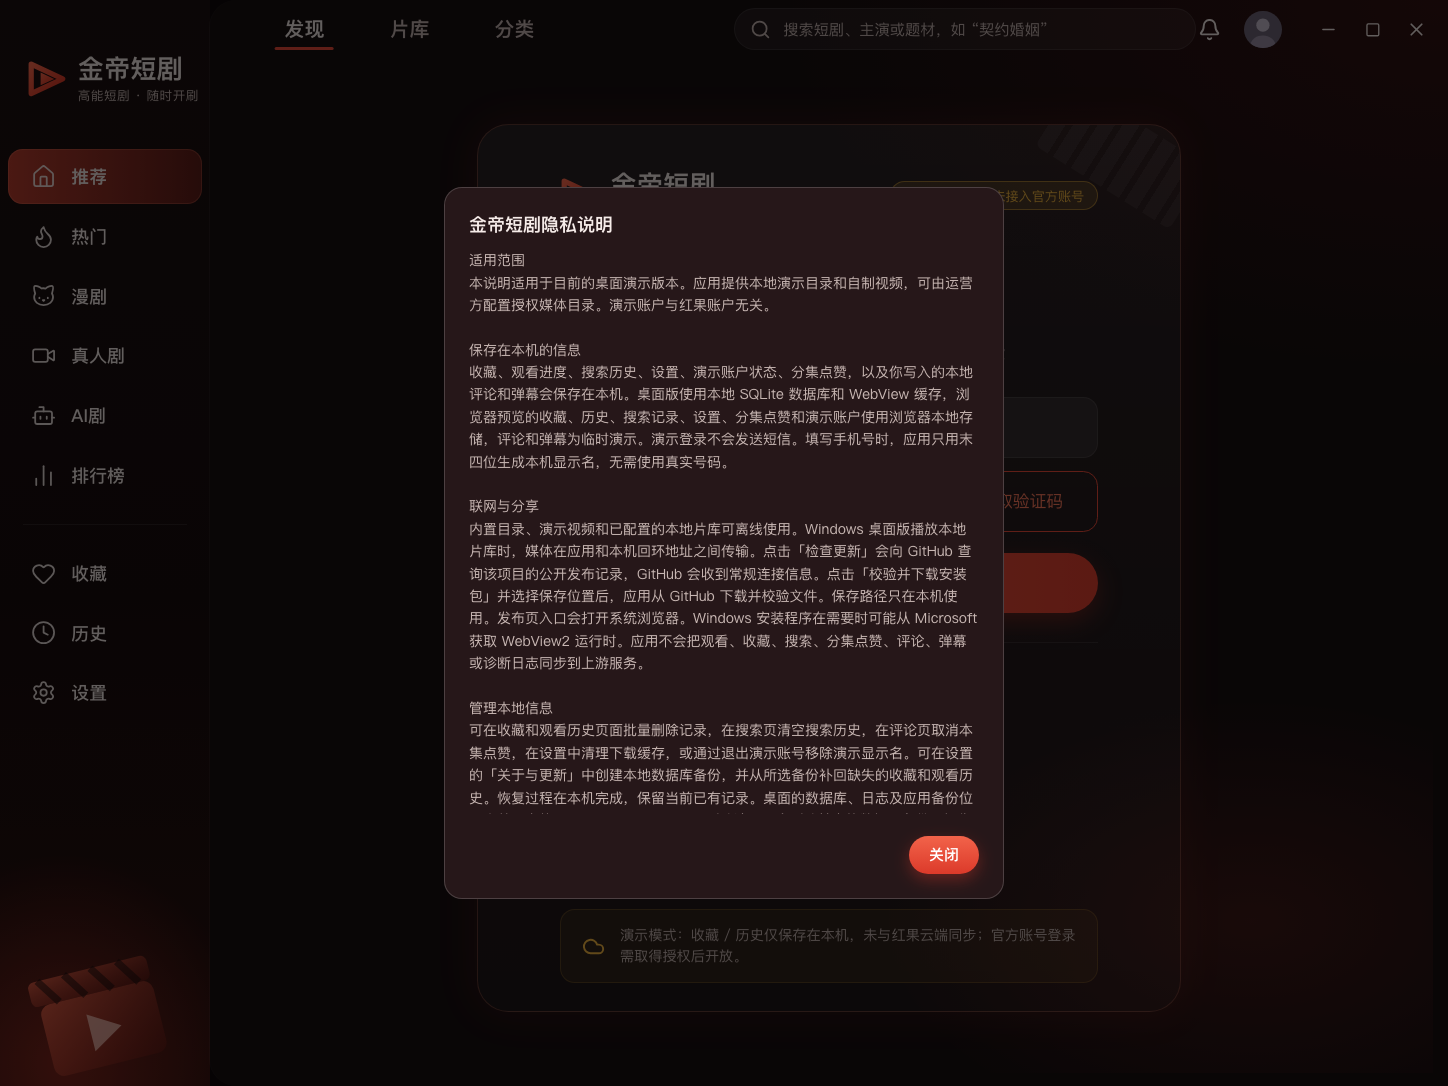 发现
片库
分类
搜索短剧、主演或题材，如 “契约婚姻”
金帝短剧
高能短剧 · 随时开刷
推荐
热门
漫剧
真人剧
AI剧
排行榜
收藏
历史
设置
金帝短剧
接入官方账号
金帝短剧隐私说明
适用范围
本说明适用于目前的桌面演示版本。应用提供本地演示目录和自制视频，可由运营
方配置授权媒体目录。演示账户与红果账户无关。
保存在本机的信息
收藏、观看进度、搜索历史、设置、演示账户状态、分集点赞，以及你写入的本地
评论和弹幕会保存在本机。桌面版使用本地 SQLite 数据库和 WebView 缓存，浏
览器预览的收藏、历史、搜索记录、设置、分集点赞和演示账户使用浏览器本地存
储，评论和弹幕为临时演示。演示登录不会发送短信。填写手机号时，应用只用末
四位生成本机显示名，无需使用真实号码。
联网与分享
内置目录、演示视频和已配置的本地片库可离线使用。Windows 桌面版播放本地
片库时，媒体在应用和本机回环地址之间传输。点击「检查更新」会向 GitHub 查
询该项目的公开发布记录，GitHub 会收到常规连接信息。点击「校验并下载安装
包」并选择保存位置后，应用从 GitHub 下载并校验文件。保存路径只在本机使
用。发布页入口会打开系统浏览器。Windows 安装程序在需要时可能从 Microsoft
获取 WebView2 运行时。应用不会把观看、收藏、搜索、分集点赞、评论、弹幕
或诊断日志同步到上游服务。
管理本地信息
可在收藏和观看历史页面批量删除记录，在搜索页清空搜索历史，在评论页取消本
集点赞，在设置中清理下载缓存，或通过退出演示账号移除演示显示名。可在设置
的「关于与更新」中创建本地数据库备份，并从所选备份补回缺失的收藏和观看历
史。恢复过程在本机完成，保留当前已有记录。桌面的数据库、日志及应用备份位
验证码
关闭
演示模式：收藏 / 历史仅保存在本机，未与红果云端同步；官方账号登录
需取得授权后开放。